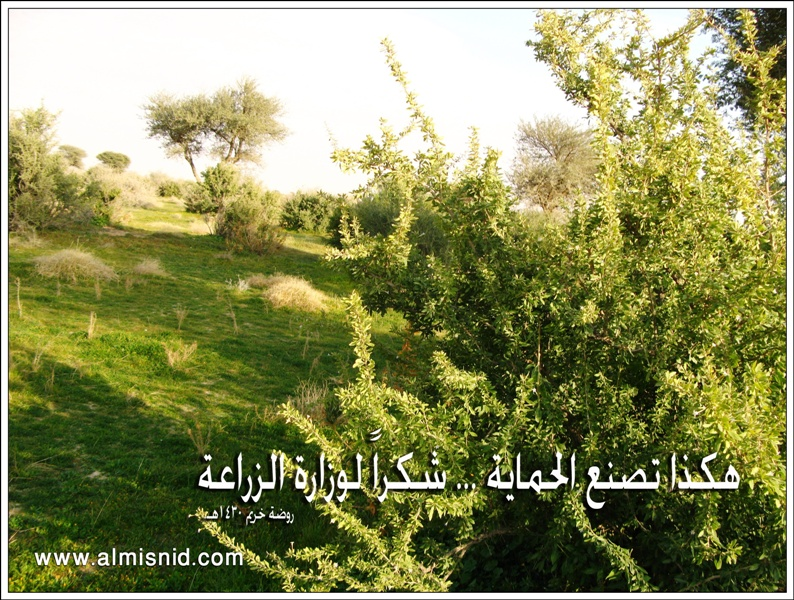 هكذا تصنع الحماية ... شكراً لوزارة الزراعة
روضة خريم ١٤٣٠هـ
www.almisnid.com